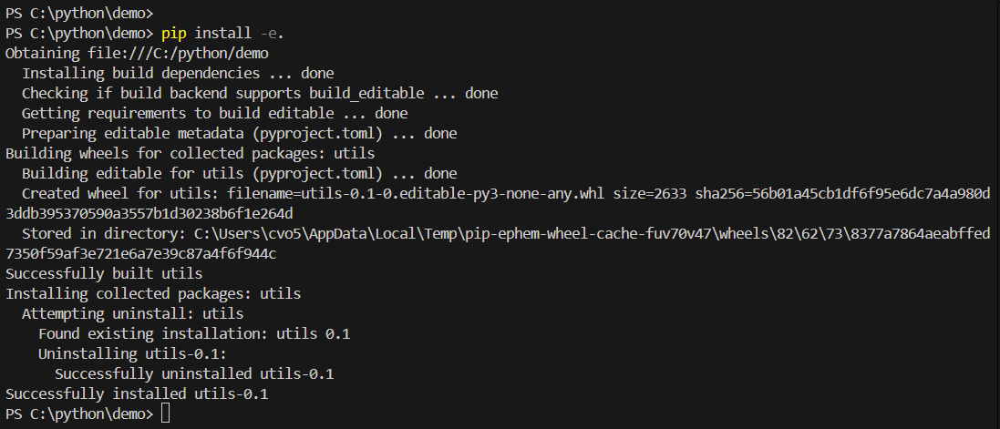 PS C:\python\demo>
PS C:\python\demo> pip install -e.
Obtaining file:///C:/python/demo
  Installing build dependencies ... done
  Checking if build backend supports build_editable ... done
  Getting requirements to build editable ... done
  Preparing editable metadata (pyproject.toml) ... done
Building wheels for collected packages: utils
  Building editable for utils (pyproject.toml) ... done
  Created wheel for utils: filename=utils-0.1-0.editable-py3-none-any.whl size=2633 sha256=56b01a45cb1df6f95e6dc7a4a980d
3ddb395370590a3557b1d30238b6f1e264d
  Stored in directory: C:\Users\cvo5\AppData\Local\Temp\pip-ephem-wheel-cache-fuv70v47\wheels\82\62\73\8377a7864aeabffed
7350f59af3e721e6a7e39c87a4f6f944c
Successfully built utils
Installing collected packages: utils
  Attempting uninstall: utils
    Found existing installation: utils 0.1
    Uninstalling utils-0.1:
      Successfully uninstalled utils-0.1
Successfully installed utils-0.1
PS C:\python\demo>